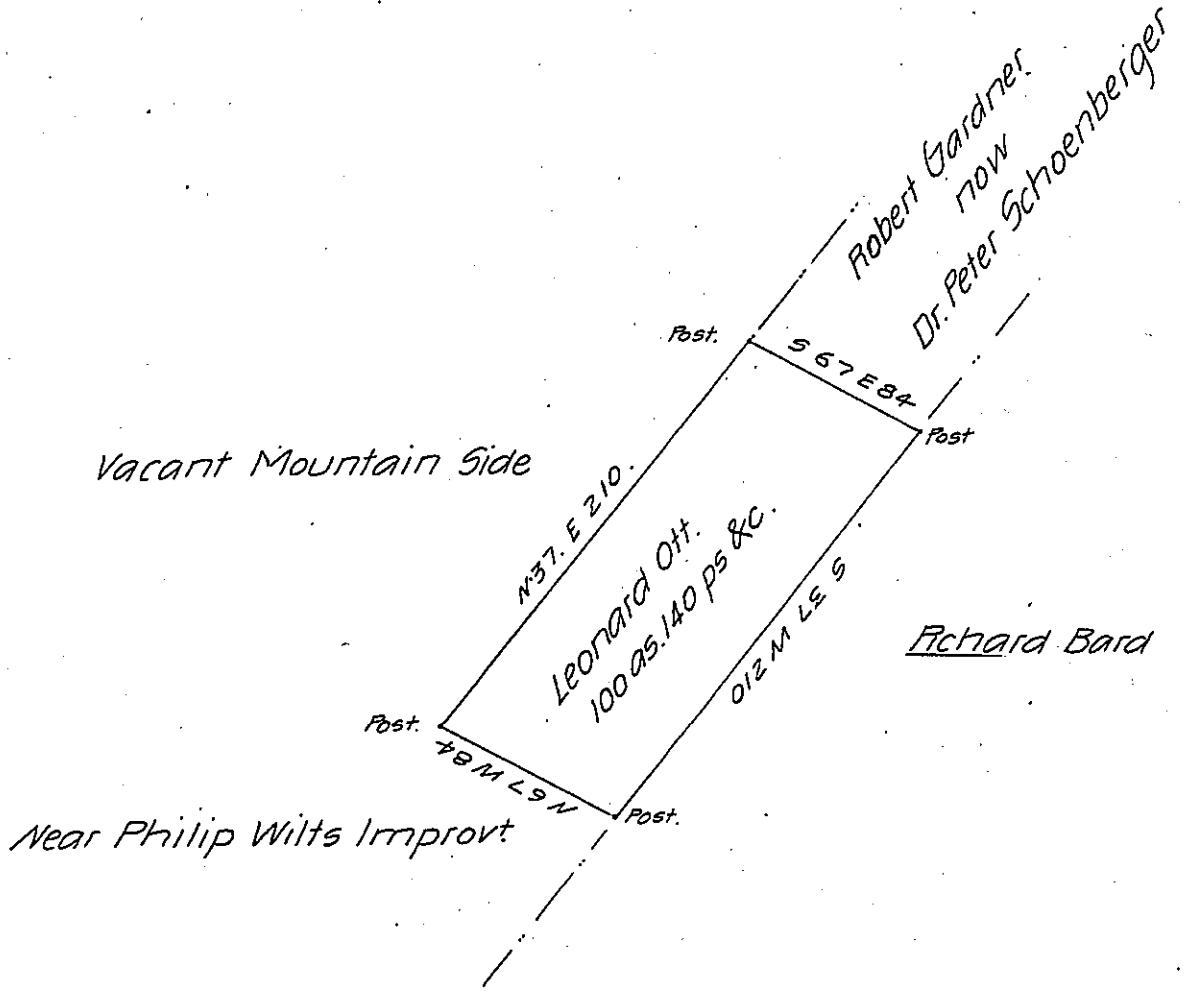 Robert Gardner
now
Dr. Peter Schoenberger
Post.
S 67 E 84
Post
Vacant Mountain Side
N.37. E 210.
Leonard Ott.
100 as. 140 ps &c.
S 37 W 210
Richard Bard
Post.
N 67 W 84
Post.
Near Philip Wilts Improvt.